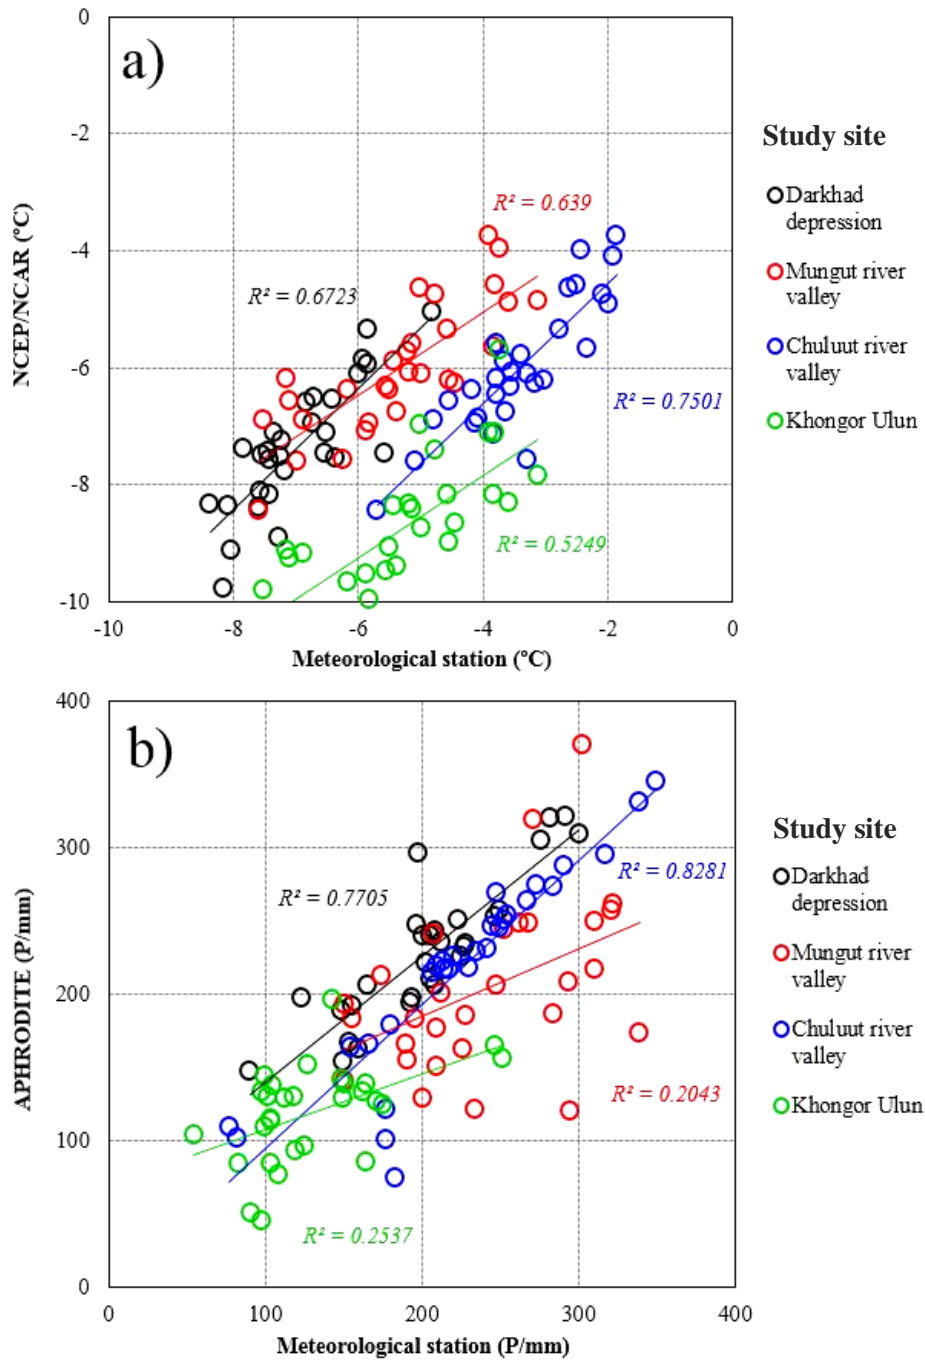 a)
0
-2
-4
-6
-8
-10
NCEP/NCAR (°C)
R² = 0.639
R² = 0.6723
R² = 0.7501
R² = 0.5249
-10 -8 -6 -4 -2 0
Meteorological station (°C)
Study site
Darkhad
depression
Mungut river
valley
Chuluut river
valley
Khongor Ulun
b)
400
300
200
100
0
APHRODITE (P/mm)
R² = 0.8281
R² = 0.7705
R² = 0.2043
R² = 0.2537
0 100 200 300 400
Meteorological station (P/mm)
Study site
Darkhad
depression
Mungut river
valley
Chuluut river
valley
Khongor Ulun